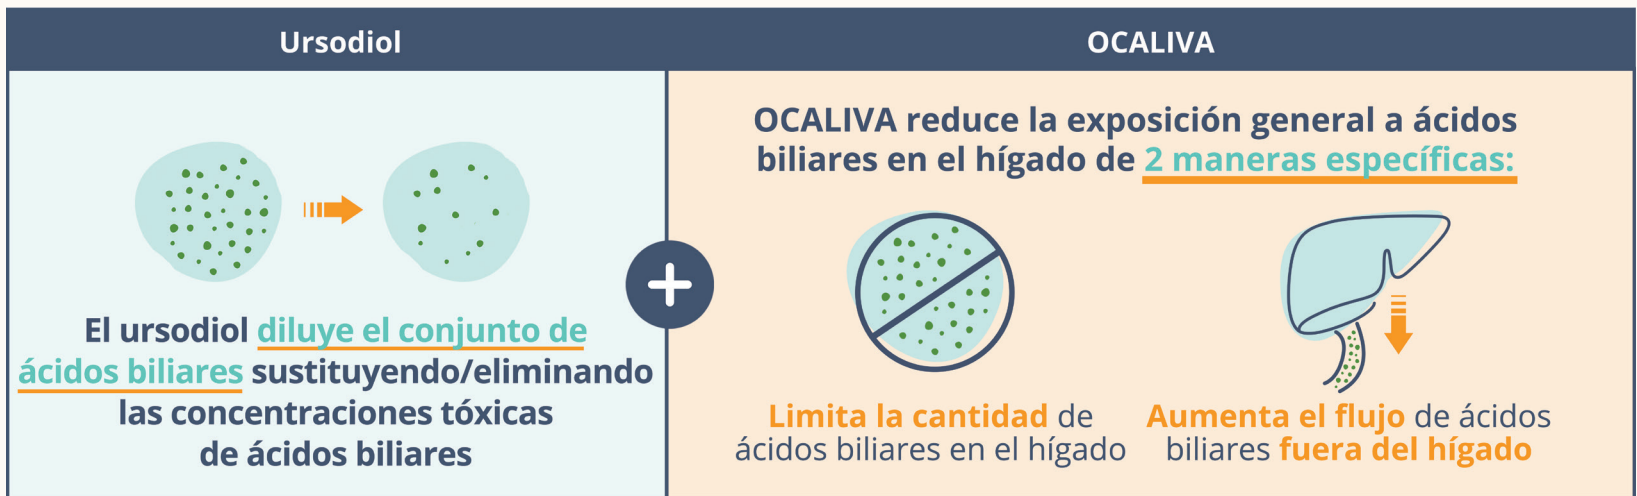 Ursodiol
El ursodiol diluye el conjunto de
ácidos biliares sustituyendo/eliminando
las concentraciones tóxicas
de ácidos biliares
+
OCALIVA
OCALIVA reduce la exposición general a ácidos
biliares en el hígado de 2 maneras específicas:
Limita la cantidad de
ácidos biliares en el hígado
Aumenta el flujo de ácidos
biliares fuera del hígado